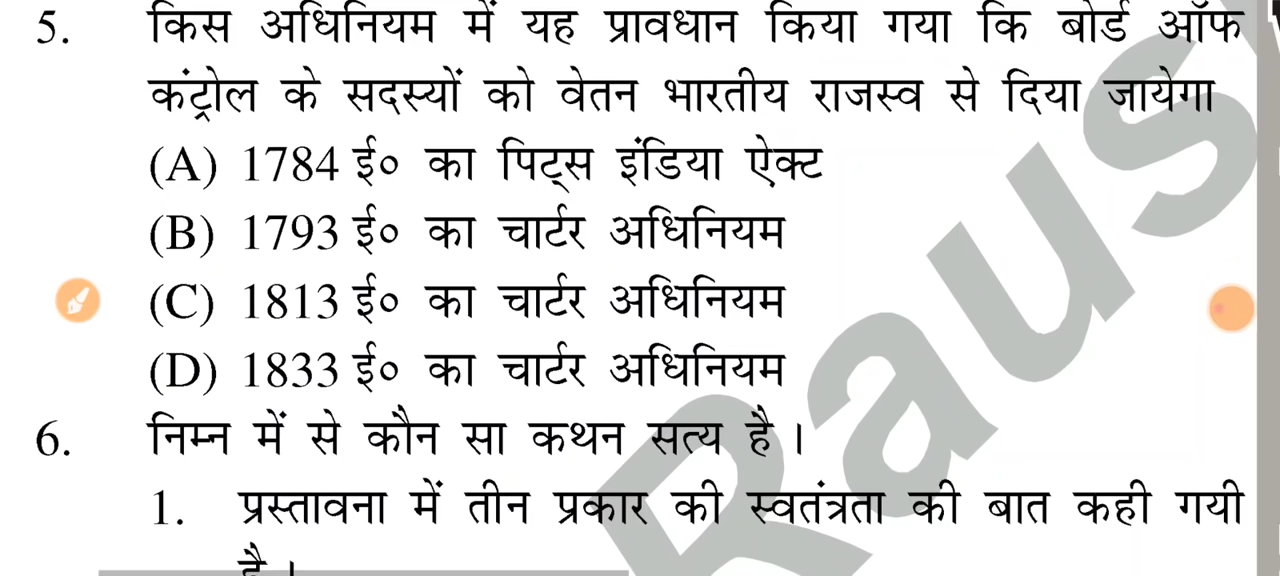 5. किस अधिनियम में यह प्रावधान किया गया कि बोर्ड ऑफ
कंट्रोल के सदस्यों को वेतन भारतीय राजस्व से दिया जायेगा
(A) 1784 ई० का पिट्स इंडिया ऐक्ट
(B) 1793 ई० का चार्टर अधिनियम
(C) 1813 ई० का चार्टर अधिनियम
(D) 1833 ई० का चार्टर अधिनियम
6. निम्न में से कौन सा कथन सत्य है।
1. प्रस्तावना में तीन प्रकार की स्वतंत्रता की बात कही गयी
है।
Raus